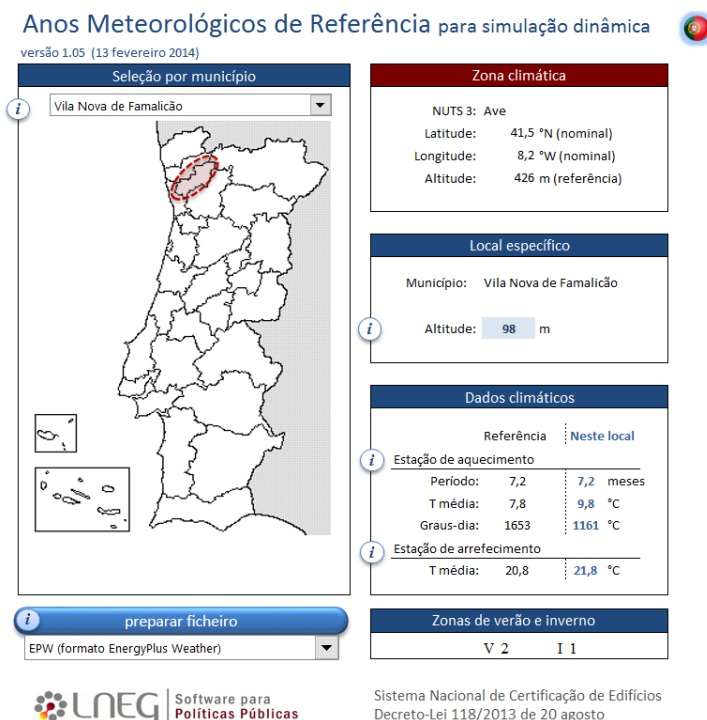 Anos Meteorológicos de Referência para simulação dinâmica
versão 1.05 (13 fevereiro 2014)
Seleção por município
i
Vila Nova de Famalicão
Zona climática
NUTS 3: Ave
Latitude: 41,5 °N (nominal)
Longitude: 8,2 °W (nominal)
Altitude: 426 m (referência)
Local específico
Município: Vila Nova de Famalicão
i
Altitude: 98 m
Dados climáticos
Referência Neste local
i
Estação de aquecimento
Período: 7,2 7,2 meses
T média: 7,8 9,8 °C
Graus-dia: 1653 1161 °C
i
Estação de arrefecimento
T média: 20,8 21,8 °C
i
preparar ficheiro
EPW (formato EnergyPlus Weather)
Zonas de verão e inverno
V 2 I 1
LNEG
Software para
Políticas Públicas
Sistema Nacional de Certificação de Edifícios
Decreto-Lei 118/2013 de 20 agosto